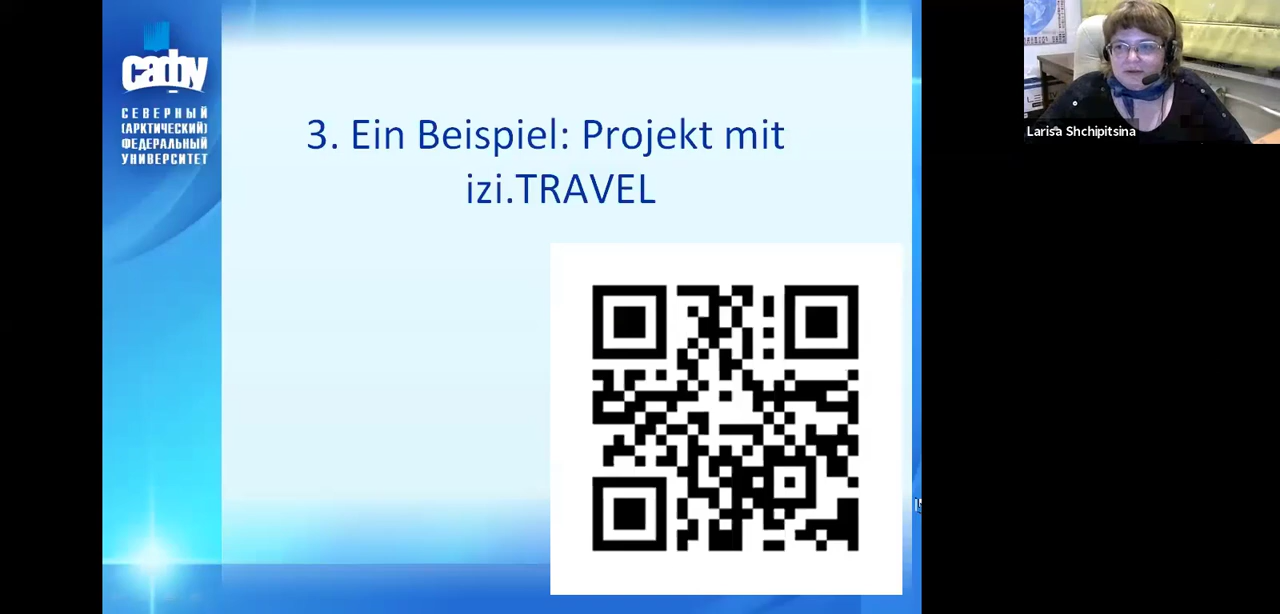 сафу
СЕВЕРНЫЙ
(АРКТИЧЕСКИЙ)
ФЕДЕРАЛЬНЫЙ
УНИВЕРСИТЕТ
3. Ein Beispiel: Projekt mit
izi.TRAVEL
Larisa Shchipitsina